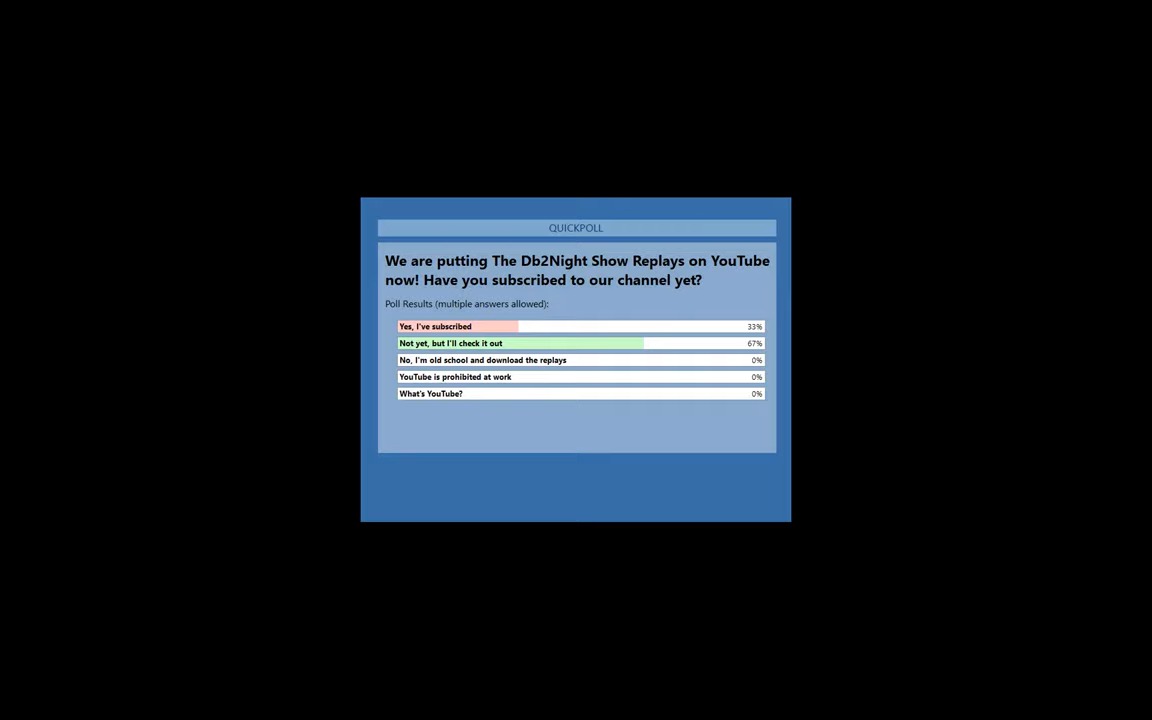 QUICKPOLL
We are putting The Db2Night Show Replays on YouTube
now! Have you subscribed to our channel yet?
Poll Results (multiple answers allowed):
Yes, I've subscribed 33%
Not yet, but I'll check it out 67%
No, I'm old school and download the replays 0%
YouTube is prohibited at work 0%
What's YouTube? 0%